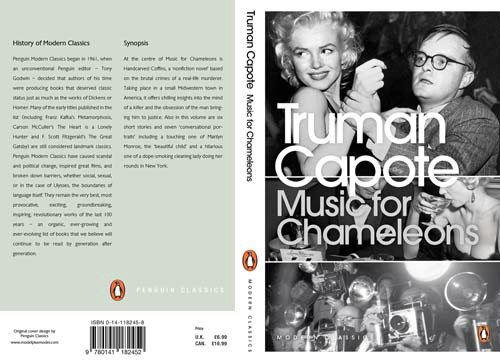 History of Modern Classics
Penguin Modern Classics began in 1961, when
an unconventional Penguin editor – Tony
Godwin – decided that authors of his time
were producing books that deserved classic
status just as much as the works of Dickens or
Homer. Many of the early titles published in the
list (including Franz Kafka's Metamorphosis,
Carson McCuller's The Heart is a Lonely
Hunter and F. Scott Fitzgerald's The Great
Gatsby) are still considered landmark classics.
Penguin Modern Classics have caused scandal
and political change, inspired great films, and
broken down barriers, whether social, sexual,
or in the case of Ulysses, the boundaries of
language itself. They remain the very best, most
provocative, exciting, groundbreaking,
inspiring, revolutionary works of the last 100
years – an organic, ever-growing and
ever-evolving list of books that we believe will
continue to be read by generation after
generation.
Synopsis
At the centre of Music for Chameleons is
Handcarved Coffins, a 'nonfiction novel' based
on the brutal crimes of a real-life murderer.
Taking place in a small Midwestern town in
America, it offers chilling insights into the mind
of a killer and the obsession of the man bring-
ing him to justice. Also in this volume are six
short stories and seven 'conversational por-
traits' including a touching one of Marilyn
Monroe, the 'beautiful child' and a hilarious
one of a dope smoking cleaning lady doing her
rounds in New York.
PENGUIN CLASSICS
Original cover design by
Penguin Classics
www.modelplusmodel.com
ISBN 0-14-118245-8
9 780141 182452
Price
U.K. £6.99
CAN. £16.99
Truman Capote Music for Chameleons
MODERN CLASSICS
Truman
Capote
Music for
Chameleons
MODERN CLASSICS